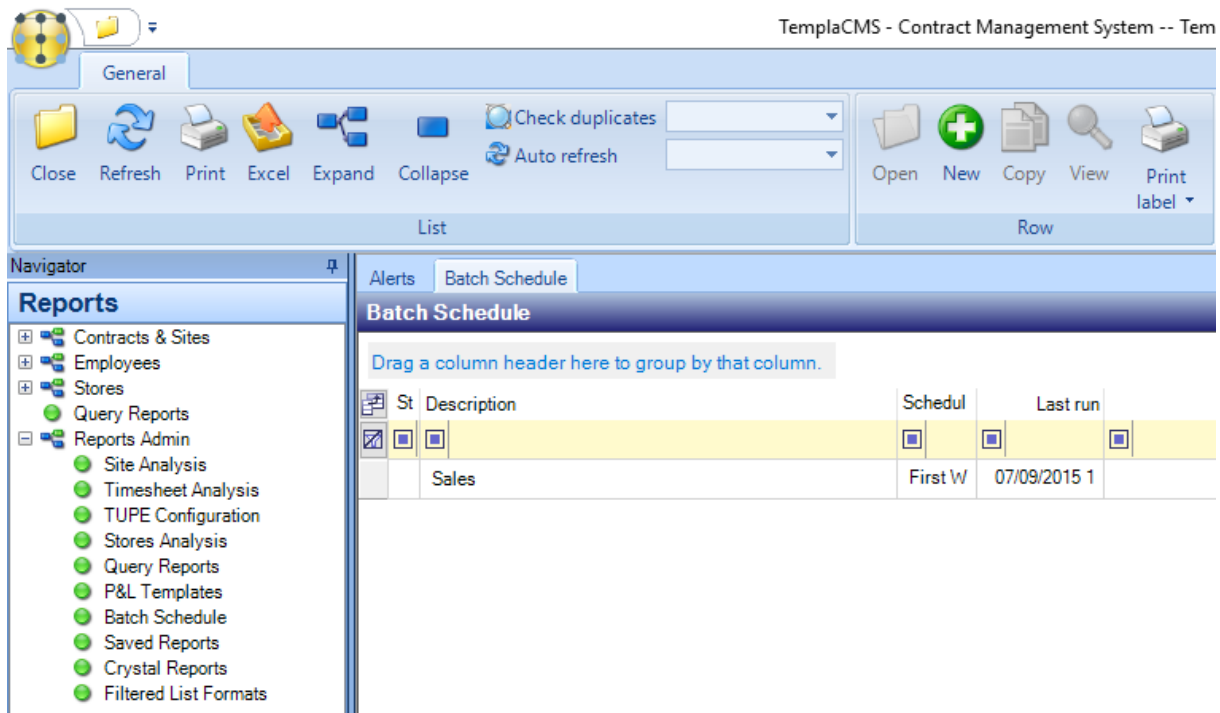 TemplaCMS - Contract Management System -- Tem
General
Check duplicates
Auto refresh
Close Refresh Print Excel Expand Collapse
Open New Copy View Print label
List
Row
Navigator
Reports
Contracts & Sites
Employees
Stores
Query Reports
Reports Admin
Site Analysis
Timesheet Analysis
TUPE Configuration
Stores Analysis
Query Reports
P&L Templates
Batch Schedule
Saved Reports
Crystal Reports
Filtered List Formats
Alerts Batch Schedule
Batch Schedule
Drag a column header here to group by that column.
St Description Schedul Last run
Sales First W 07/09/2015 1